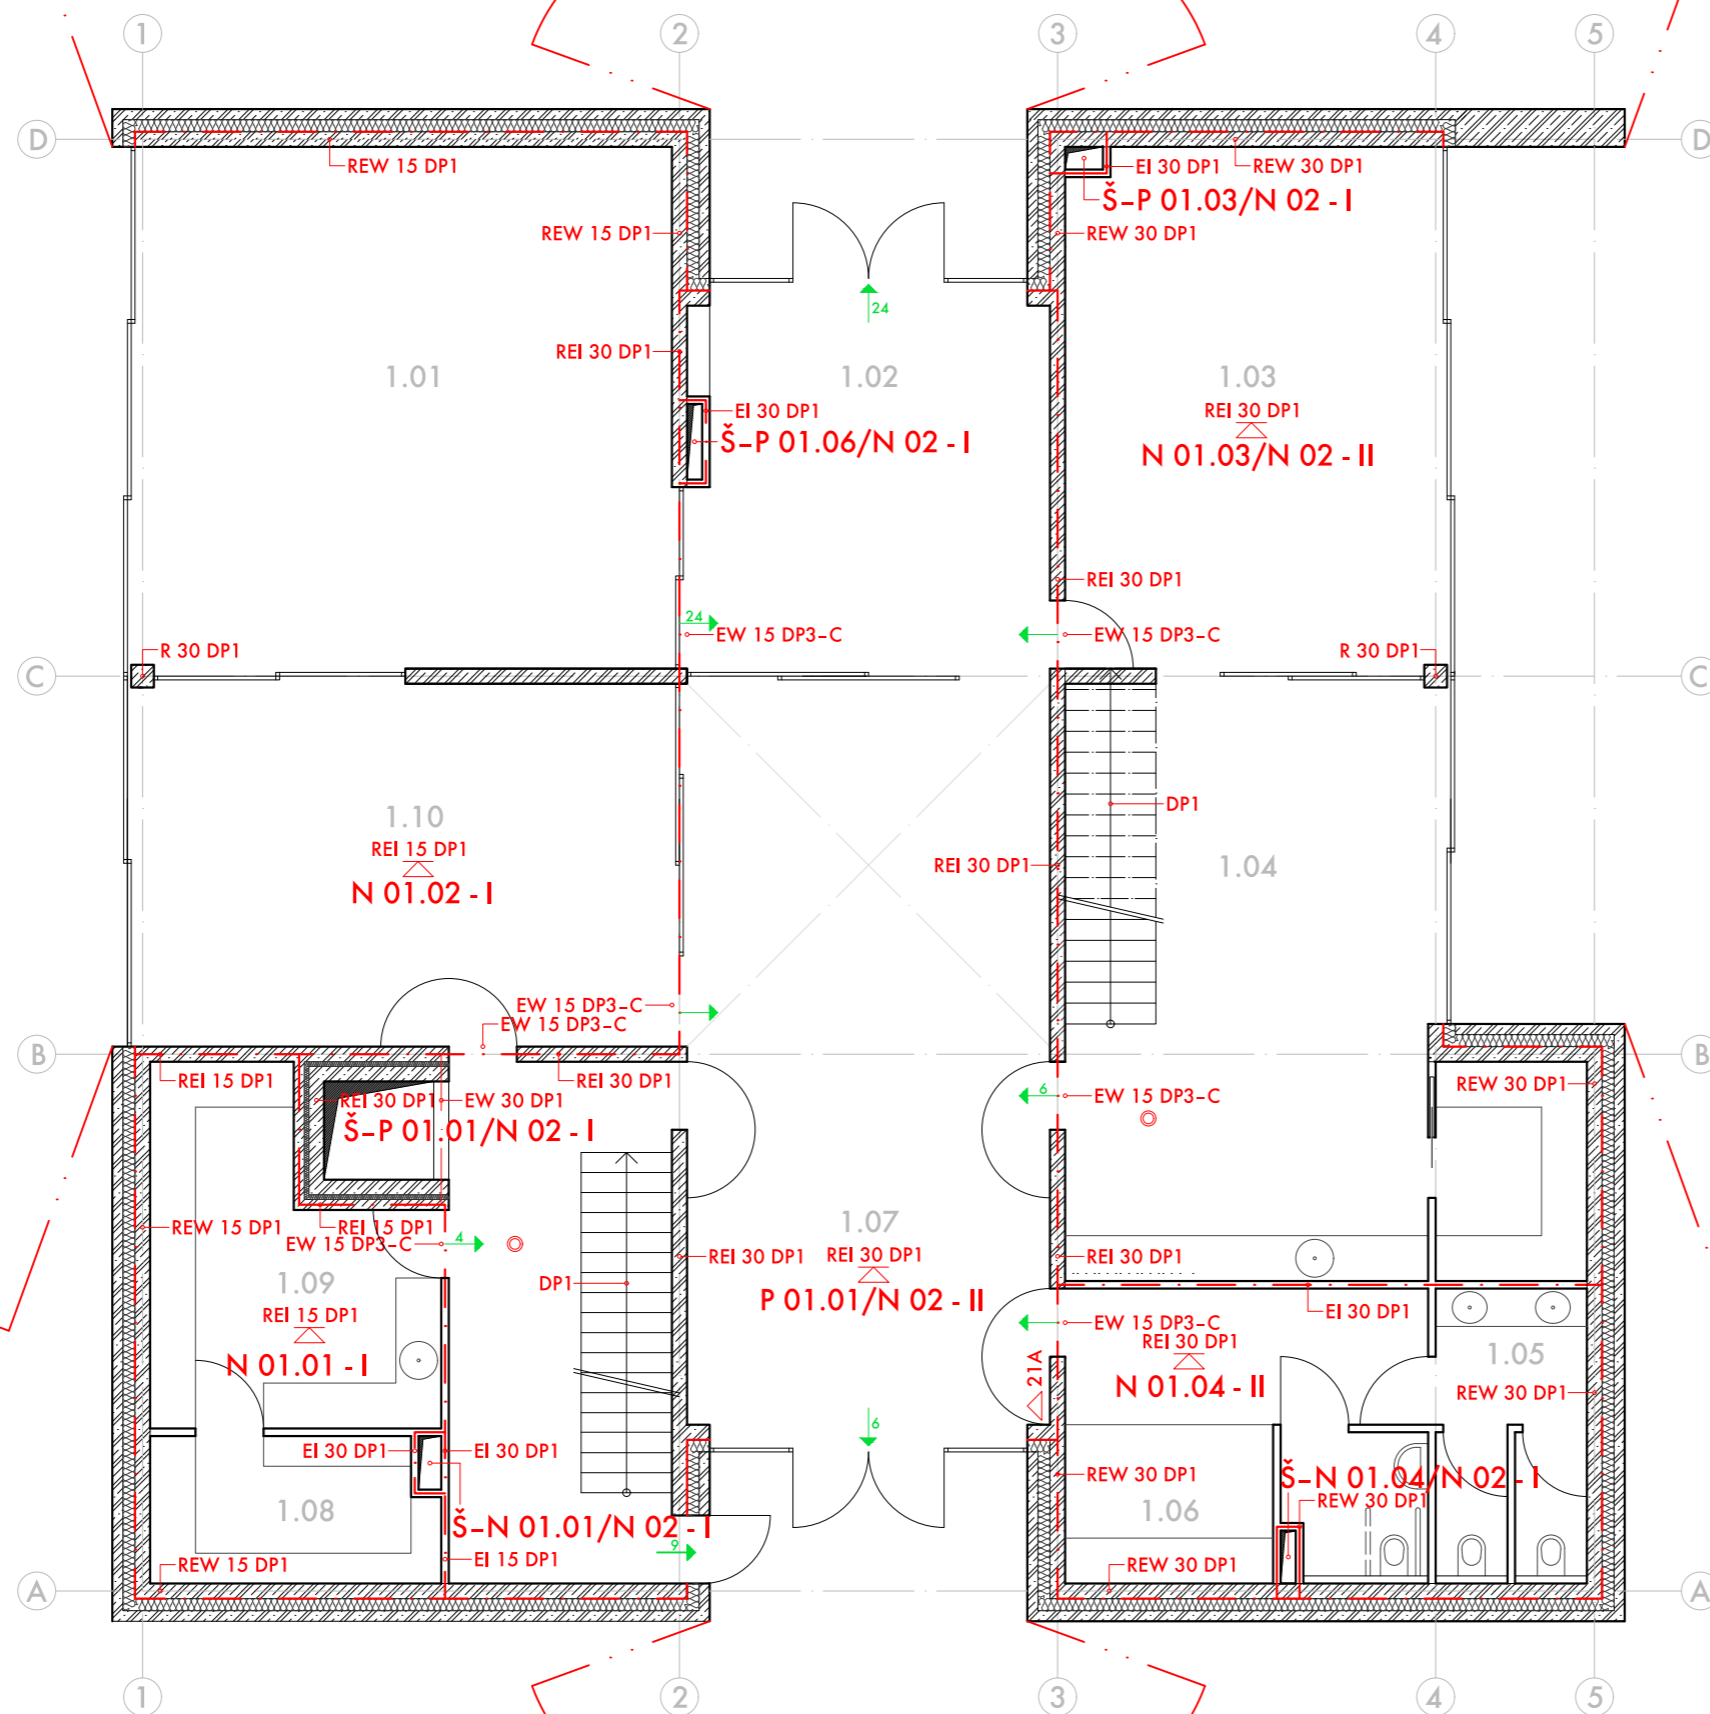 1 2 3 4 5
D D
REW 15 DP1
EI 30 DP1 REW 30 DP1
Š-P 01.03/N 02 - I
REW 15 DP1
REW 30 DP1
24
REI 30 DP1
1.01 1.02 1.03
EI 30 DP1
REI 30 DP1
Š-P 01.06/N 02 - I
N 01.03/N 02 - II
REI 30 DP1
24
EW 15 DP3-C
EW 15 DP3-C
R 30 DP1
R 30 DP1
C C
DP1
1.10
REI 15 DP1
N 01.02 - I
REI 30 DP1
1.04
EW 15 DP3-C
EW 15 DP3-C
B B
REI 15 DP1
REI 30 DP1
REW 30 DP1
REI 30 DP1
EW 30 DP1
6
EW 15 DP3-C
Š-P 01.01/N 02 - I
REW 15 DP1
REI 15 DP1
EW 15 DP3-C
4
1.07
REI 30 DP1
REI 30 DP1
REI 30 DP1
1.09
DP1
P 01.01/N 02 - II
REI 15 DP1
N 01.01 - I
EI 30 DP1
EW 15 DP3-C
REI 30 DP1
N 01.04 - II
21A
1.05
REW 30 DP1
6
EI 30 DP1
EI 30 DP1
REW 30 DP1
Š-N 01.04/N 02 - I
REW 30 DP1
1.08
1.06
Š-N 01.01/N 02 - I
9
EI 15 DP1
REW 15 DP1
REW 30 DP1
A A
1 2 3 4 5